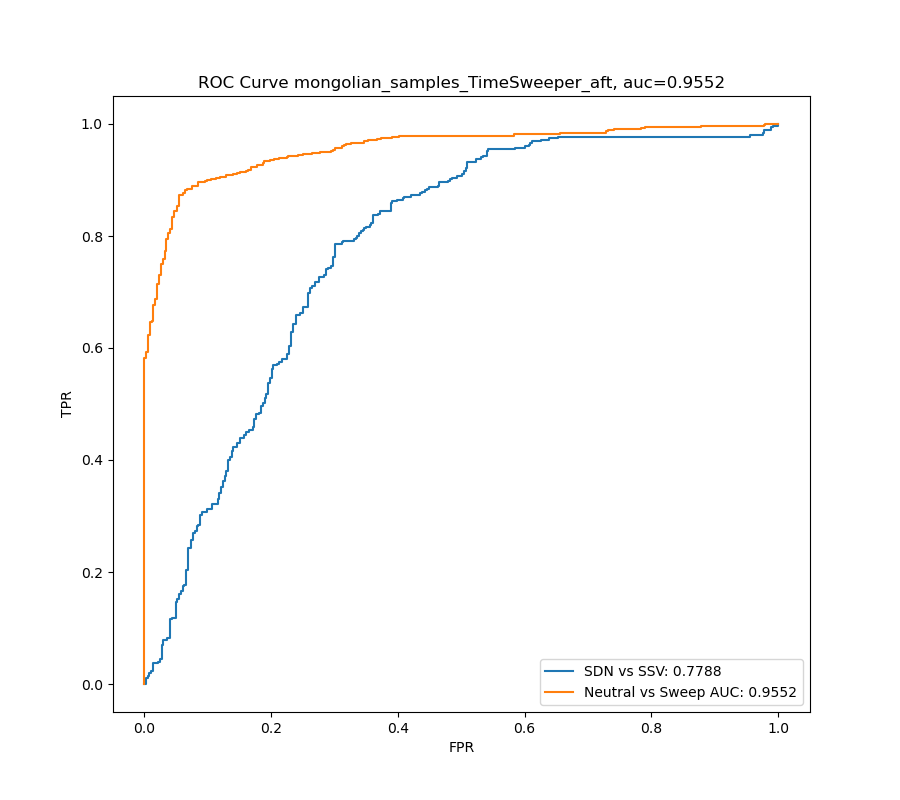 ROC Curve mongolian_samples_TimeSweeper_aft, auc=0.9552
1.0
0.8
0.6
0.4
0.2
0.0
TPR
0.0 0.2 0.4 0.6 0.8 1.0
FPR
SDN vs SSV: 0.7788
Neutral vs Sweep AUC: 0.9552